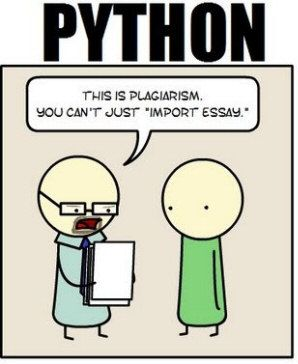 PYTHON
THIS IS PLAGIARISM.
YOU CAN'T JUST "IMPORT ESSAY."